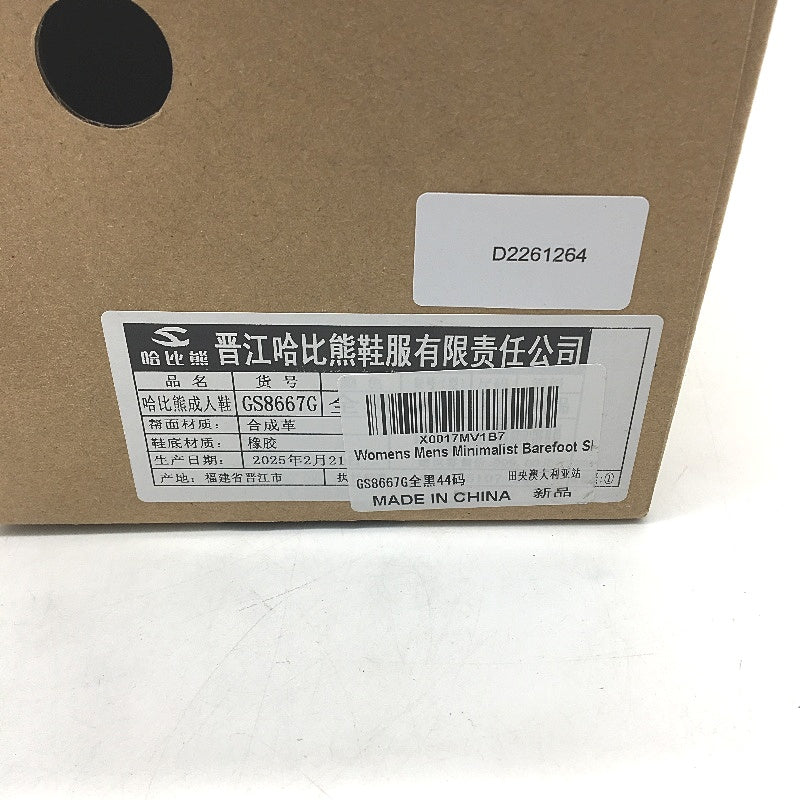 D2261264
哈比熊 晋江哈比熊鞋服有限责任公司
品名 货号
哈比熊成人鞋 GS8667G 全
帮面材质: 合成革
鞋底材质: 橡胶
生产日期: 2025年2月21
产地: 福建省晋江市 执
X0017MV1B7
Womens Mens Minimalist Barefoot
GS8667G全黑44码 田央澳大利亚站
MADE IN CHINA 新品
①